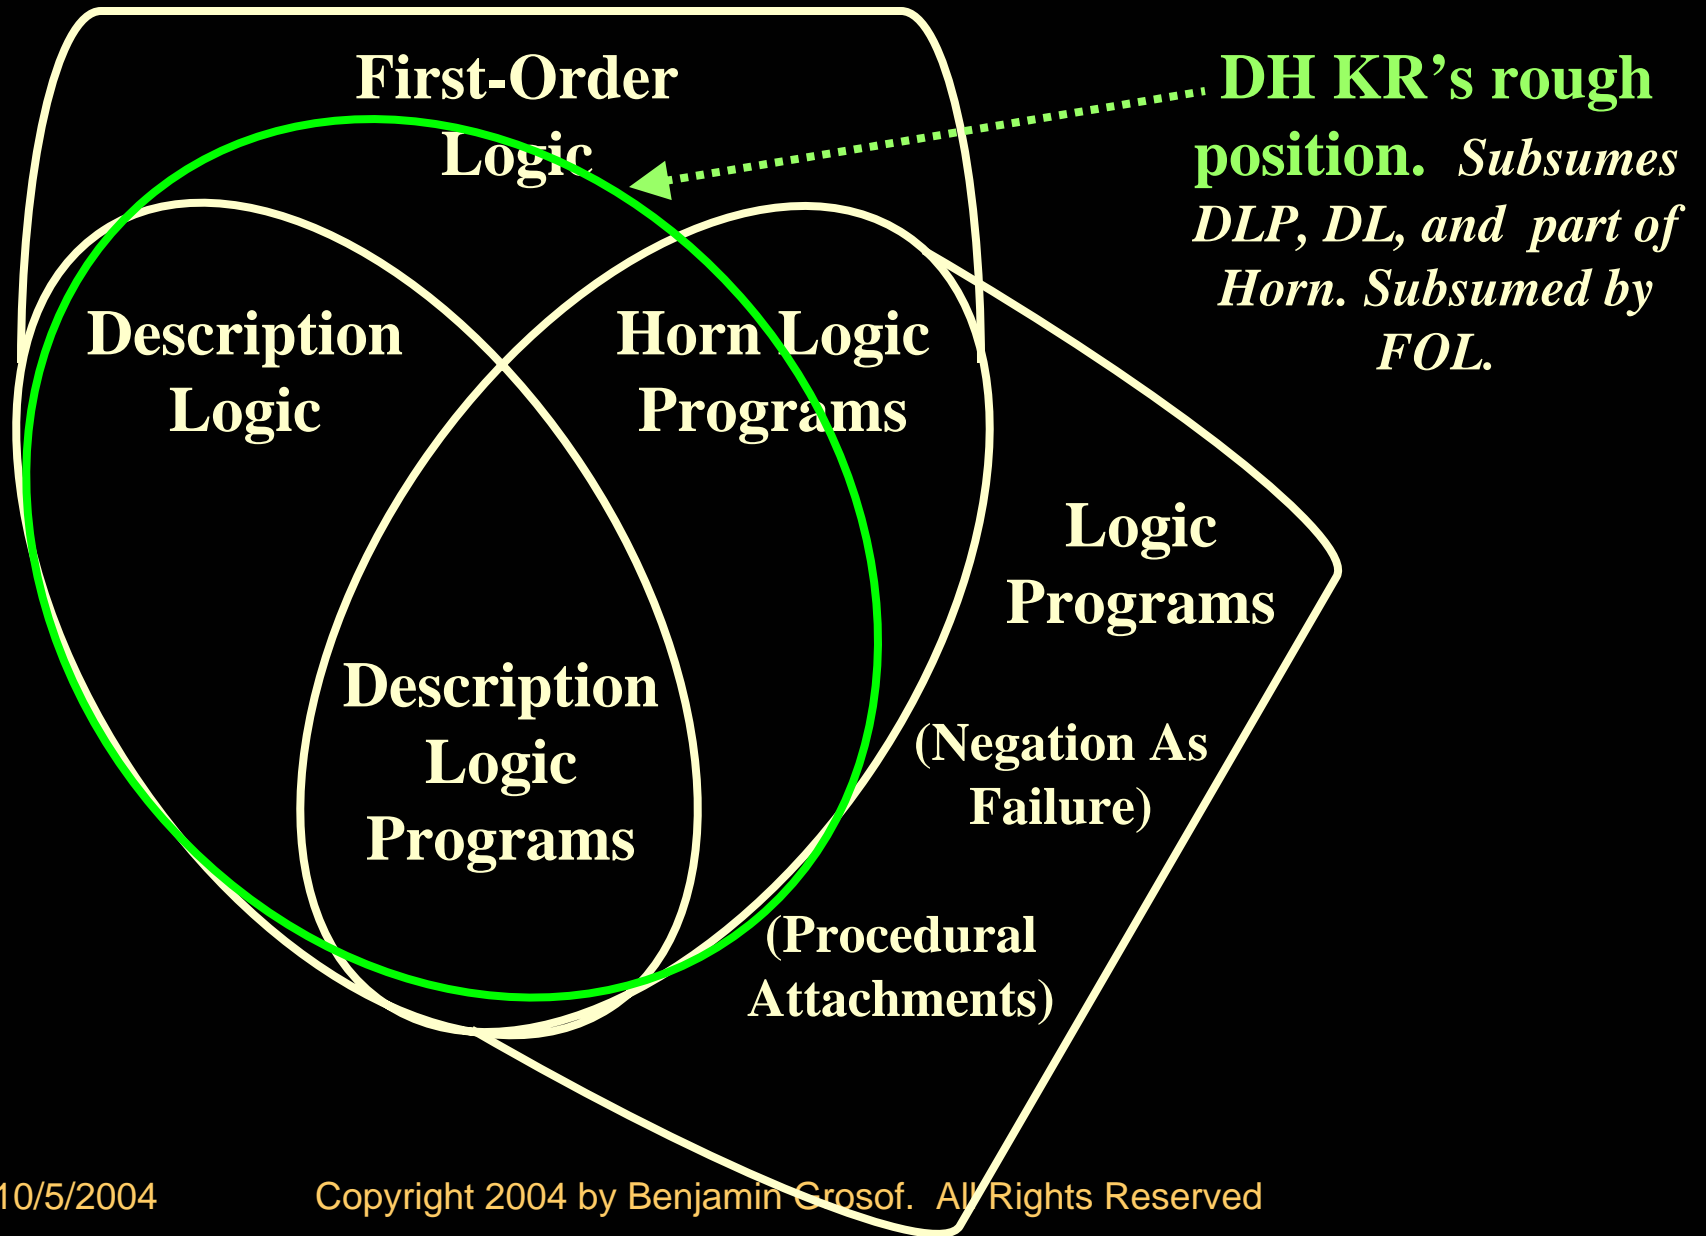 First-Order
Logic
DH KR’s rough
position. Subsumes
DLP, DL, and part of
Horn. Subsumed by
FOL.
Description
Logic
Horn Logic
Programs
Logic
Programs
Description
Logic
Programs
(Negation As
Failure)
(Procedural
Attachments)
10/5/2004
Copyright 2004 by Benjamin Grosof. All Rights Reserved